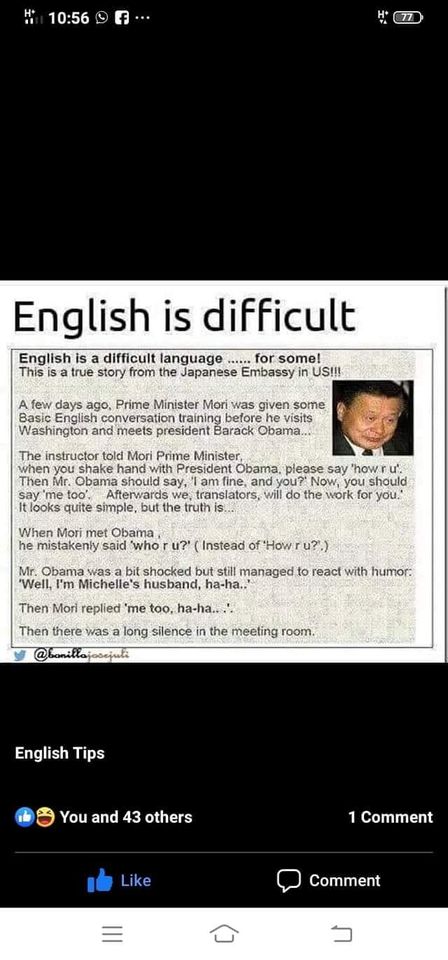 H+ 10:56 ... H+ 77
English is difficult
English is a difficult language ...... for some!
This is a true story from the Japanese Embassy in US!!!
A few days ago, Prime Minister Mori was given some
Basic English conversation training before he visits
Washington and meets president Barack Obama...
The instructor told Mori Prime Minister,
when you shake hand with President Obama, please say 'how r u'.
Then Mr. Obama should say, 'I am fine, and you?' Now, you should
say 'me too'. Afterwards we, translators, will do the work for you.'
It looks quite simple, but the truth is...
When Mori met Obama ,
he mistakenly said 'who r u?' ( Instead of 'How r u?'.)
Mr. Obama was a bit shocked but still managed to react with humor:
'Well, I'm Michelle's husband, ha-ha..'
Then Mori replied 'me too, ha-ha.. .'.
Then there was a long silence in the meeting room.
@bonillajosejuli
English Tips
You and 43 others 1 Comment
Like Comment